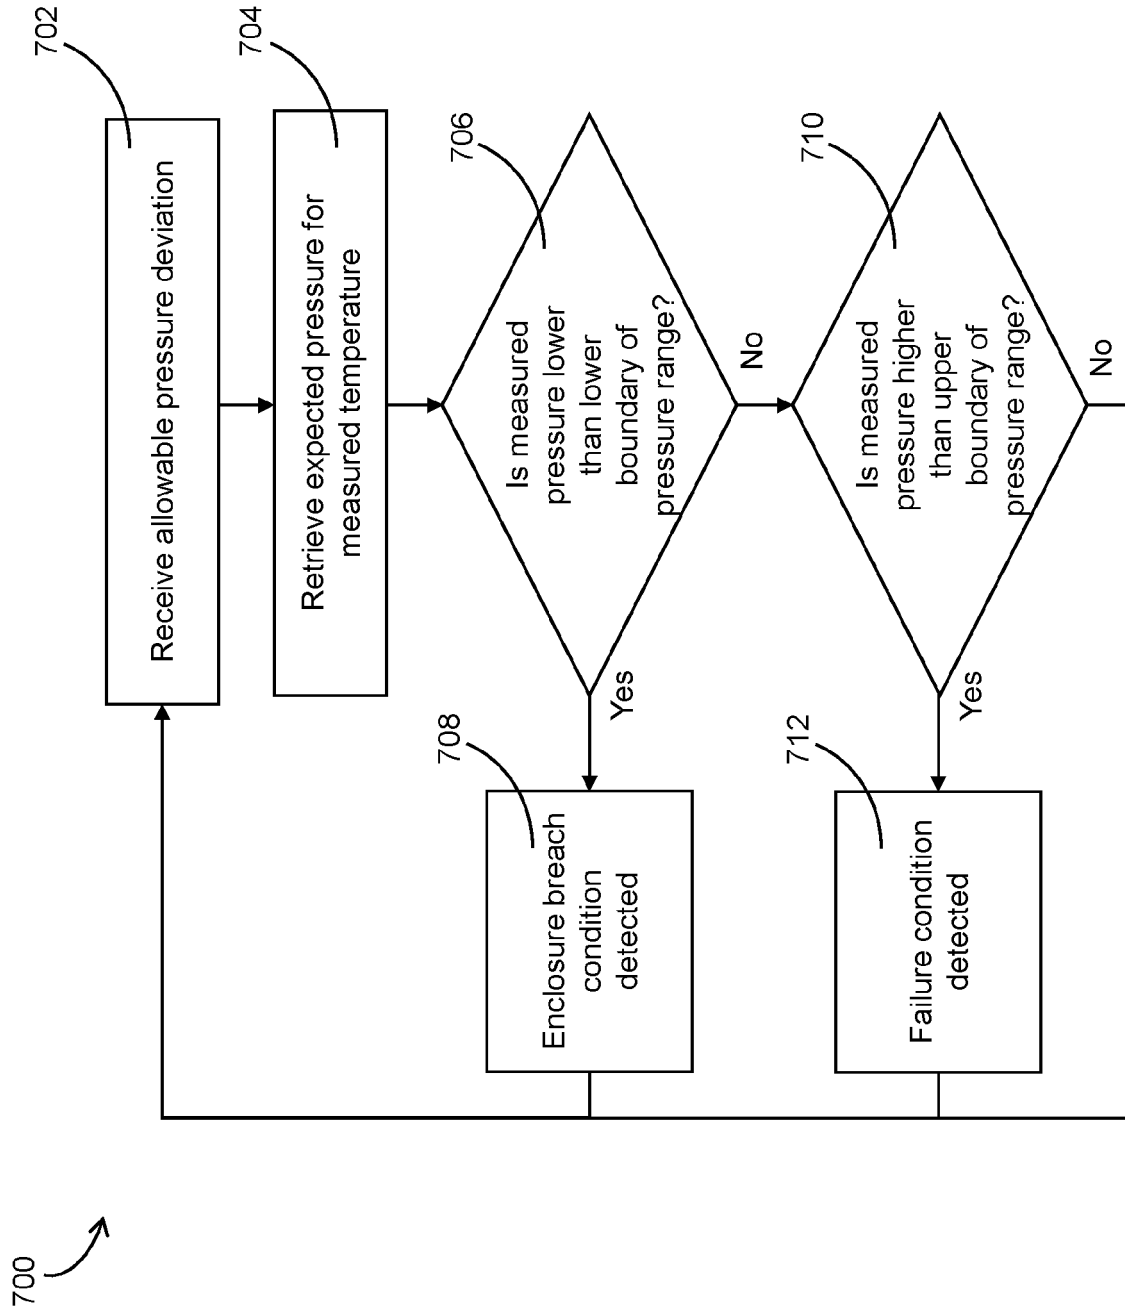 700
702
Receive allowable pressure deviation
704
Retrieve expected pressure for
measured temperature
706
Is measured
pressure lower
than lower
boundary of
pressure range?
Yes
No
708
Enclosure breach
condition
detected
710
Is measured
pressure higher
than upper
boundary of
pressure range?
Yes
No
712
Failure condition
detected